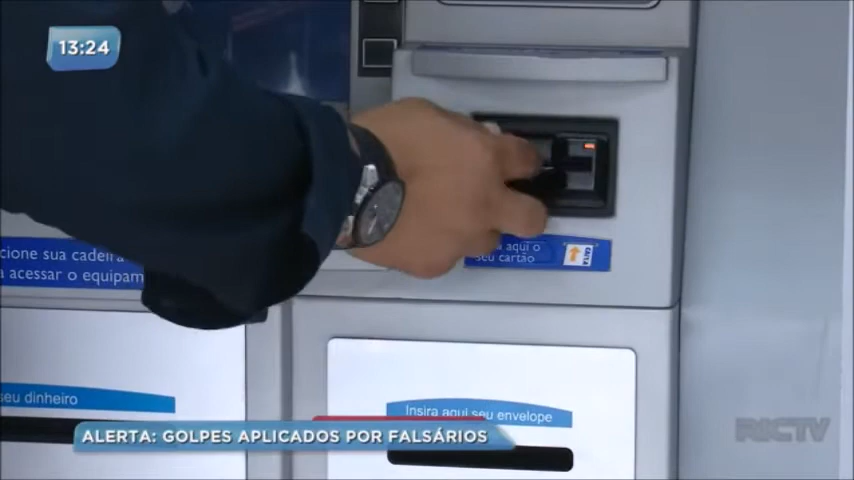 13:24
a aqui o
seu cartão
CAIXA
cione sua cadeira
acessar o equipam
seu dinheiro
Insira aqui seu envelope
ALERTA: GOLPES APLICADOS POR FALSÁRIOS
RICTV